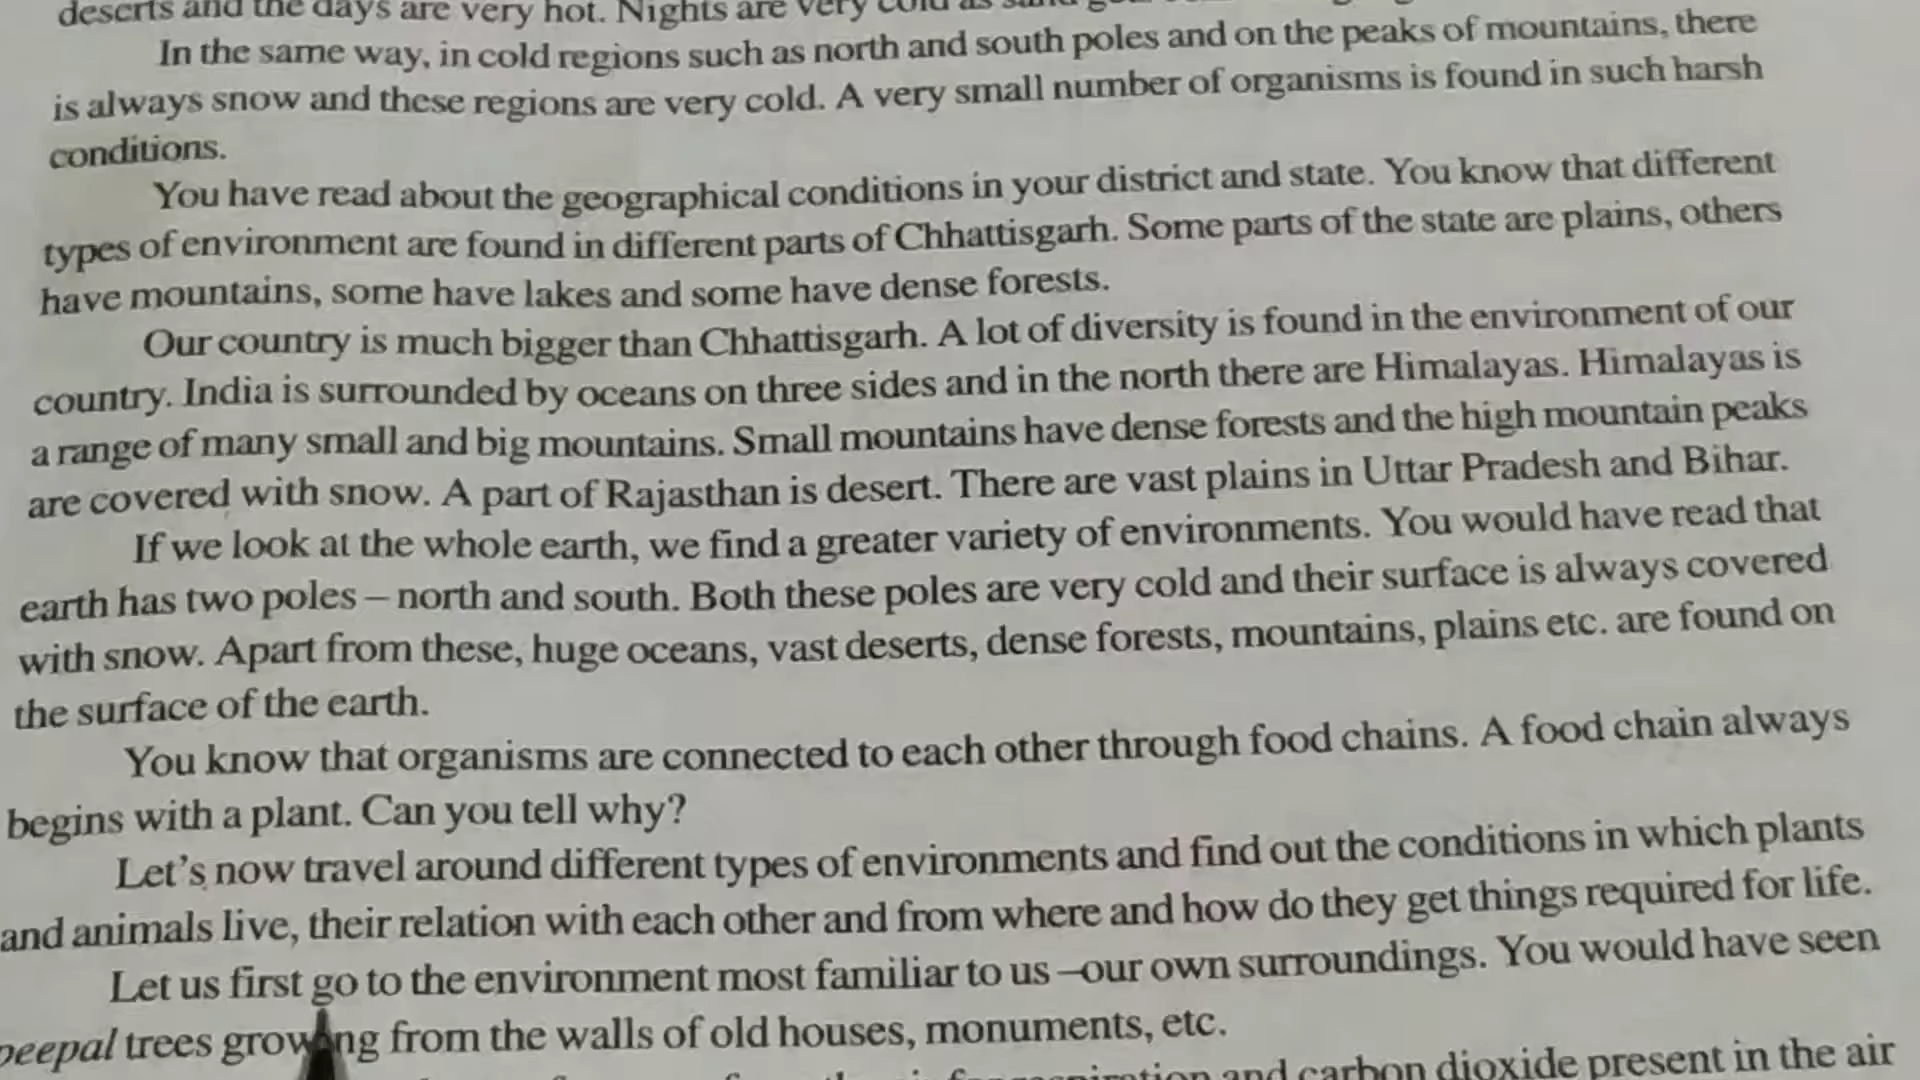 deserts and the days are very hot. Nights are very cold as sand
In the same way, in cold regions such as north and south poles and on the peaks of mountains, there
is always snow and these regions are very cold. A very small number of organisms is found in such harsh
conditions.
You have read about the geographical conditions in your district and state. You know that different
types of environment are found in different parts of Chhattisgarh. Some parts of the state are plains, others
have mountains, some have lakes and some have dense forests.
Our country is much bigger than Chhattisgarh. A lot of diversity is found in the environment of our
country. India is surrounded by oceans on three sides and in the north there are Himalayas. Himalayas is
a range of many small and big mountains. Small mountains have dense forests and the high mountain peaks
are covered with snow. A part of Rajasthan is desert. There are vast plains in Uttar Pradesh and Bihar.
If we look at the whole earth, we find a greater variety of environments. You would have read that
earth has two poles – north and south. Both these poles are very cold and their surface is always covered
with snow. Apart from these, huge oceans, vast deserts, dense forests, mountains, plains etc. are found on
the surface of the earth.
You know that organisms are connected to each other through food chains. A food chain always
begins with a plant. Can you tell why?
Let's now travel around different types of environments and find out the conditions in which plants
and animals live, their relation with each other and from where and how do they get things required for life.
Let us first go to the environment most familiar to us –our own surroundings. You would have seen
peepal trees growing from the walls of old houses, monuments, etc.
and carbon dioxide present in the air